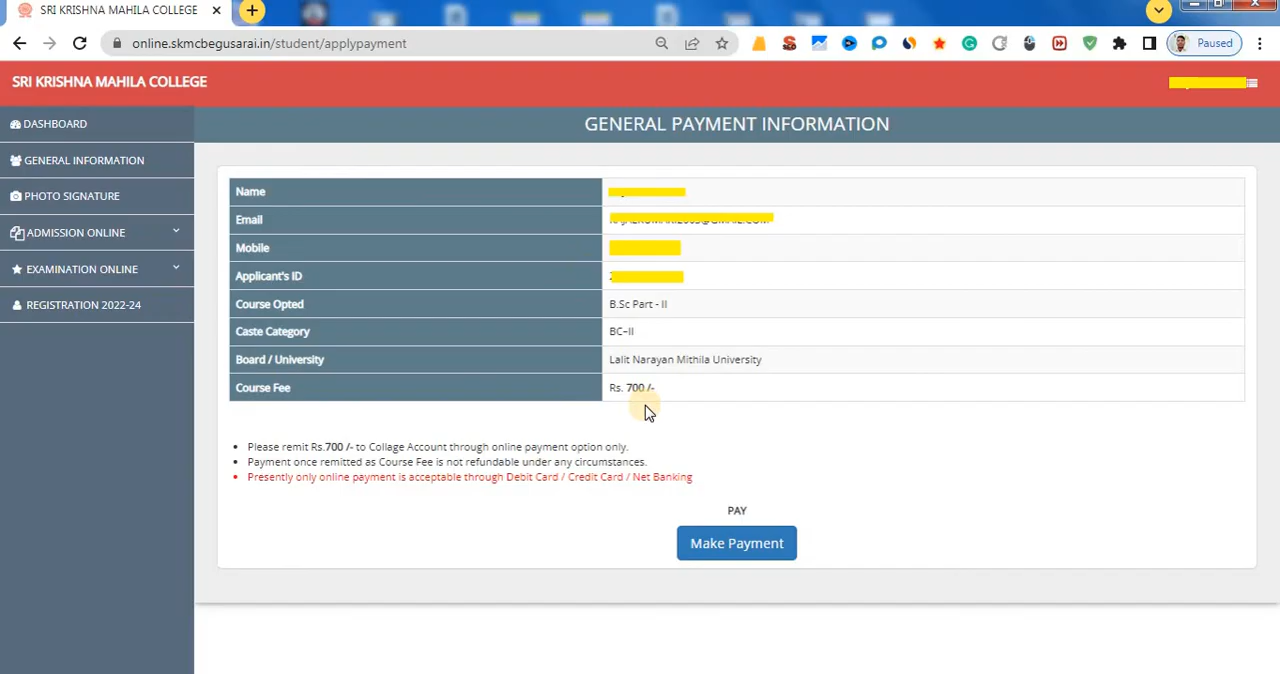 SRI KRISHNA MAHILA COLLEGE
online.skmcbegusarai.in/student/applypayment
Paused
SRI KRISHNA MAHILA COLLEGE
DASHBOARD
GENERAL INFORMATION
PHOTO SIGNATURE
ADMISSION ONLINE
EXAMINATION ONLINE
REGISTRATION 2022-24
GENERAL PAYMENT INFORMATION
Name
Email
Mobile
Applicant's ID
Course Opted B.Sc Part - II
Caste Category BC–II
Board / University Lalit Narayan Mithila University
Course Fee Rs. 700 /-
Please remit Rs.700 /- to Collage Account through online payment option only.
Payment once remitted as Course Fee is not refundable under any circumstances.
Presently only online payment is acceptable through Debit Card / Credit Card / Net Banking
PAY
Make Payment